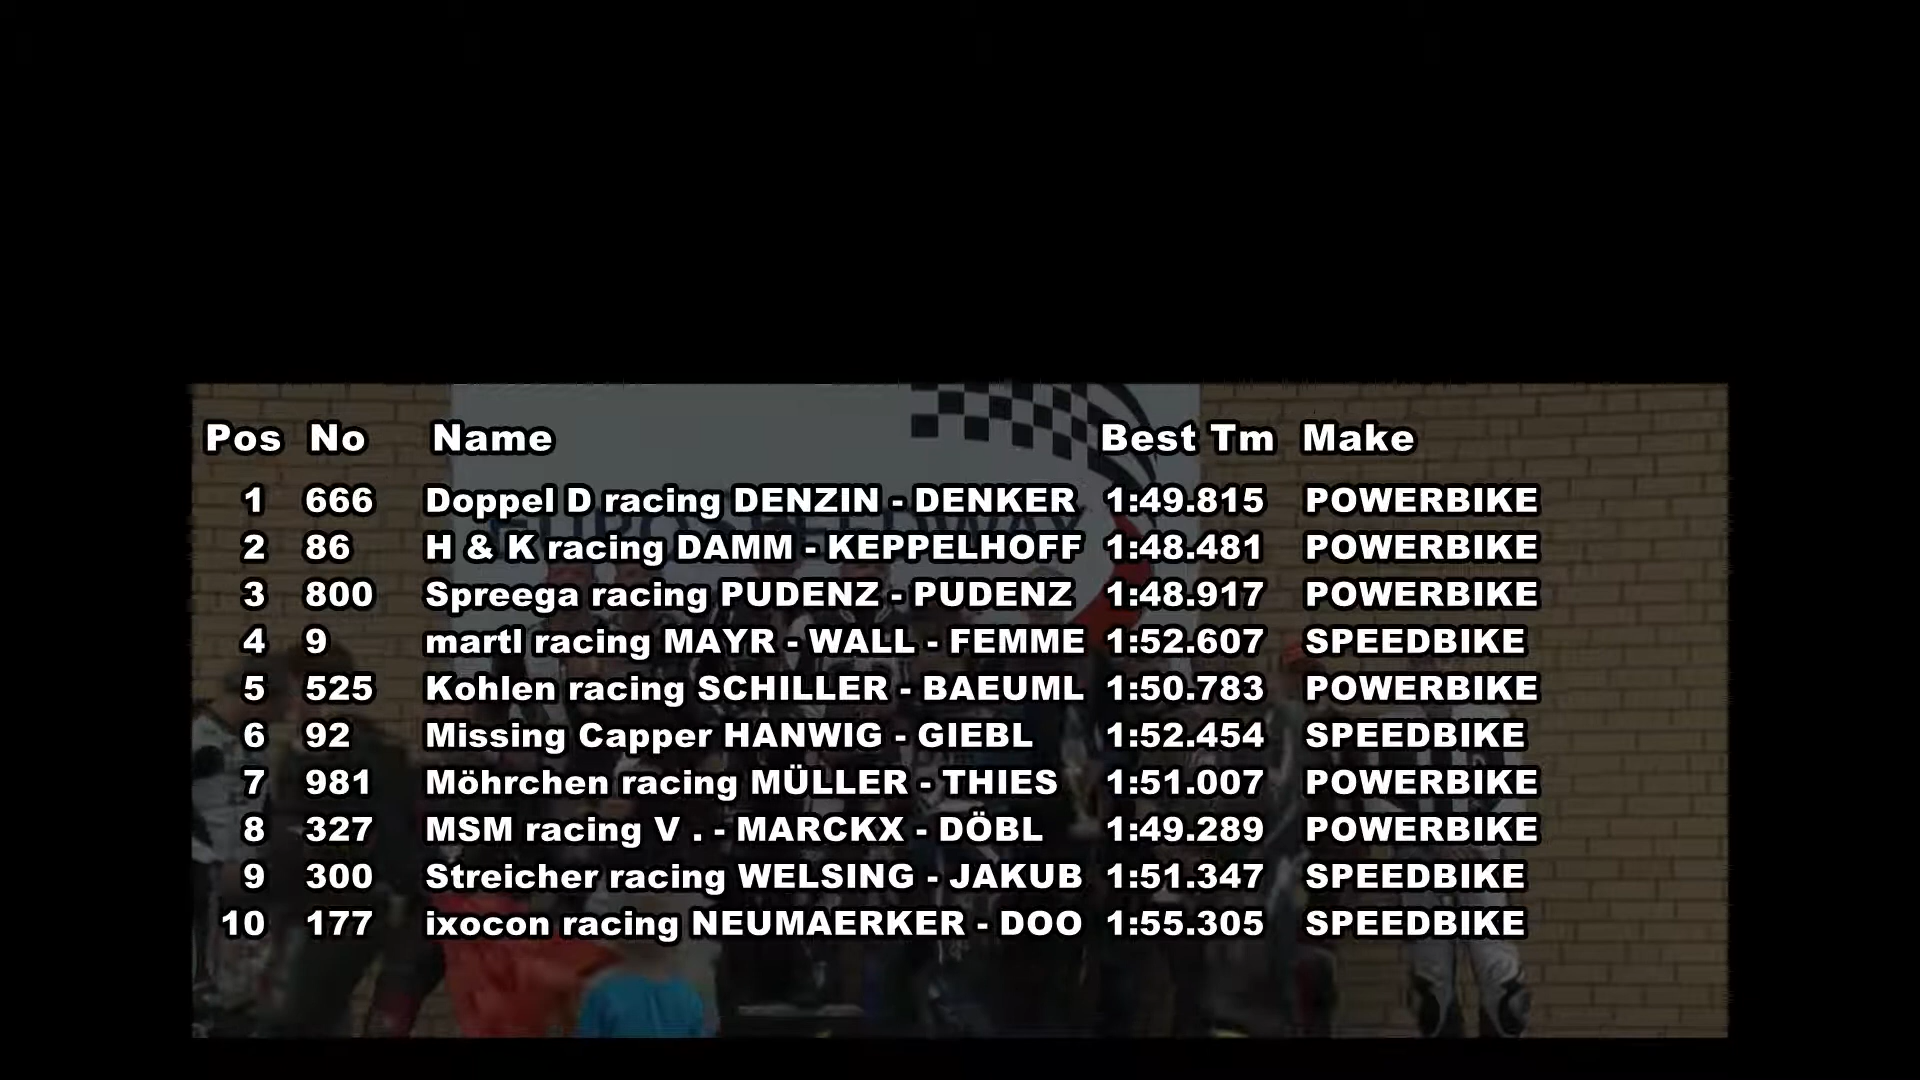 Pos No Name Best Tm Make
1 666 Doppel D racing DENZIN - DENKER 1:49.815 POWERBIKE
2 86 H & K racing DAMM - KEPPELHOFF 1:48.481 POWERBIKE
3 800 Spreega racing PUDENZ - PUDENZ 1:48.917 POWERBIKE
4 9 martl racing MAYR - WALL - FEMME 1:52.607 SPEEDBIKE
5 525 Kohlen racing SCHILLER - BAEUML 1:50.783 POWERBIKE
6 92 Missing Capper HANWIG - GIEBL 1:52.454 SPEEDBIKE
7 981 Möhrchen racing MÜLLER - THIES 1:51.007 POWERBIKE
8 327 MSM racing V . - MARCKX - DÖBL 1:49.289 POWERBIKE
9 300 Streicher racing WELSING - JAKUB 1:51.347 SPEEDBIKE
10 177 ixocon racing NEUMAERKER - DOO 1:55.305 SPEEDBIKE